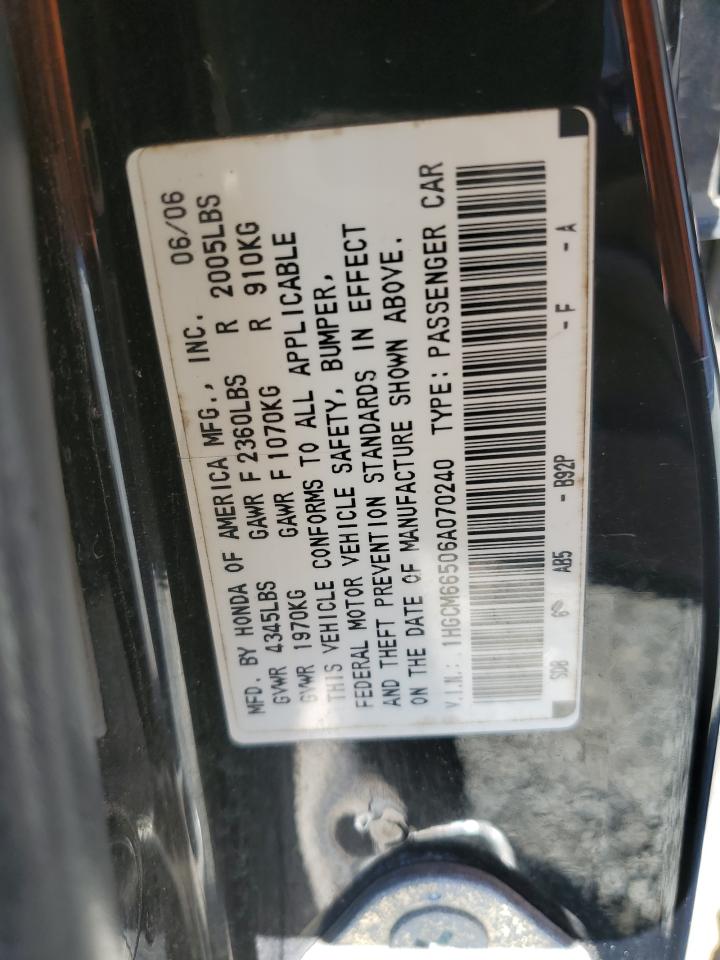 MFD. BY HONDA OF AMERICA MFG., INC. 06/06
GVWR 4345LBS GAWR F 2360LBS R 2005LBS
GVWR 1970KG GAWR F 1070KG R 910KG
THIS VEHICLE CONFORMS TO ALL APPLICABLE
FEDERAL MOTOR VEHICLE SAFETY, BUMPER,
AND THEFT PREVENTION STANDARDS IN EFFECT
ON THE DATE OF MANUFACTURE SHOWN ABOVE.
V.I.N.: 1HGCM66506A070240 TYPE: PASSENGER CAR
SDB AB5 - B92P - F - A